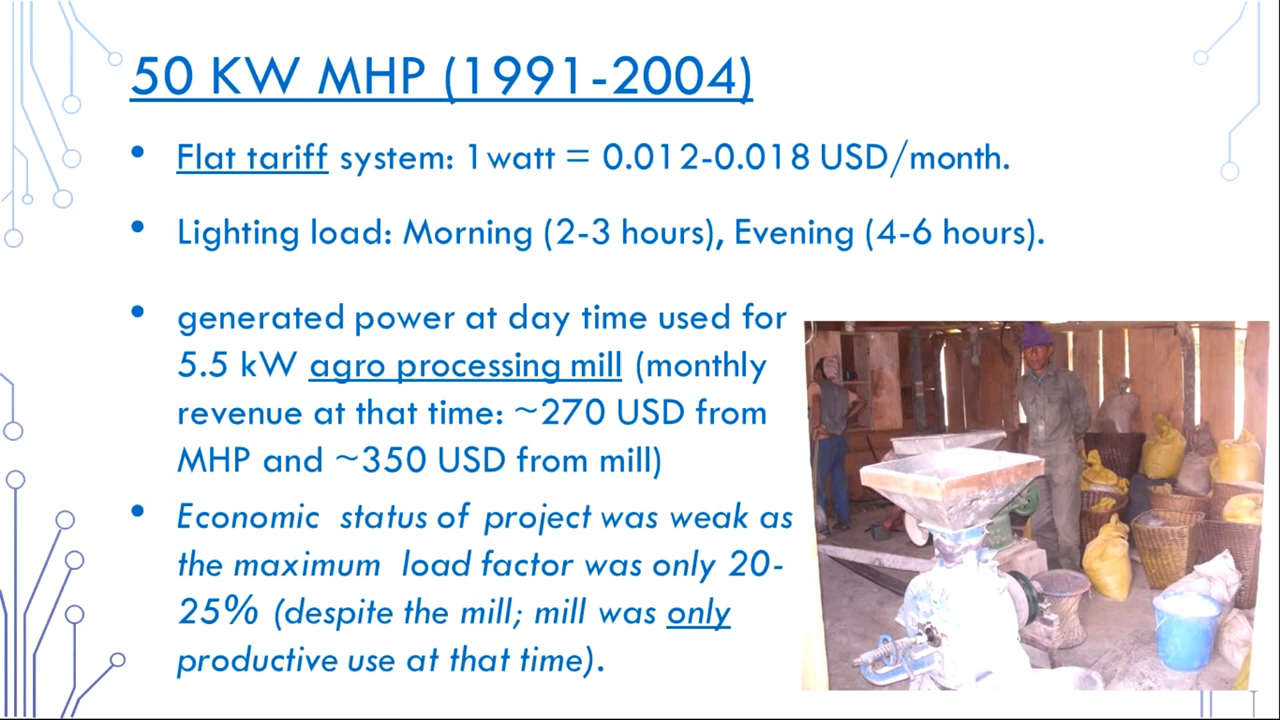 50 KW MHP (1991-2004)
• Flat tariff system: 1watt = 0.012-0.018 USD/month.
• Lighting load: Morning (2-3 hours), Evening (4-6 hours).
• generated power at day time used for
5.5 kW agro processing mill (monthly
revenue at that time: ~270 USD from
MHP and ~350 USD from mill)
• Economic status of project was weak as
the maximum load factor was only 20-
25% (despite the mill; mill was only
productive use at that time).